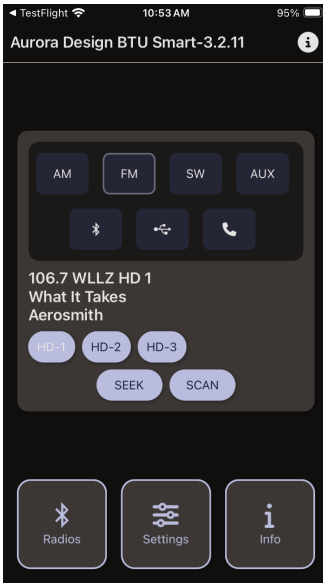 ◀ TestFlight 10:53 AM 95%
Aurora Design BTU Smart-3.2.11
AM FM SW AUX
106.7 WLLZ HD 1
What It Takes
Aerosmith
HD-1 HD-2 HD-3
SEEK SCAN
Radios Settings Info